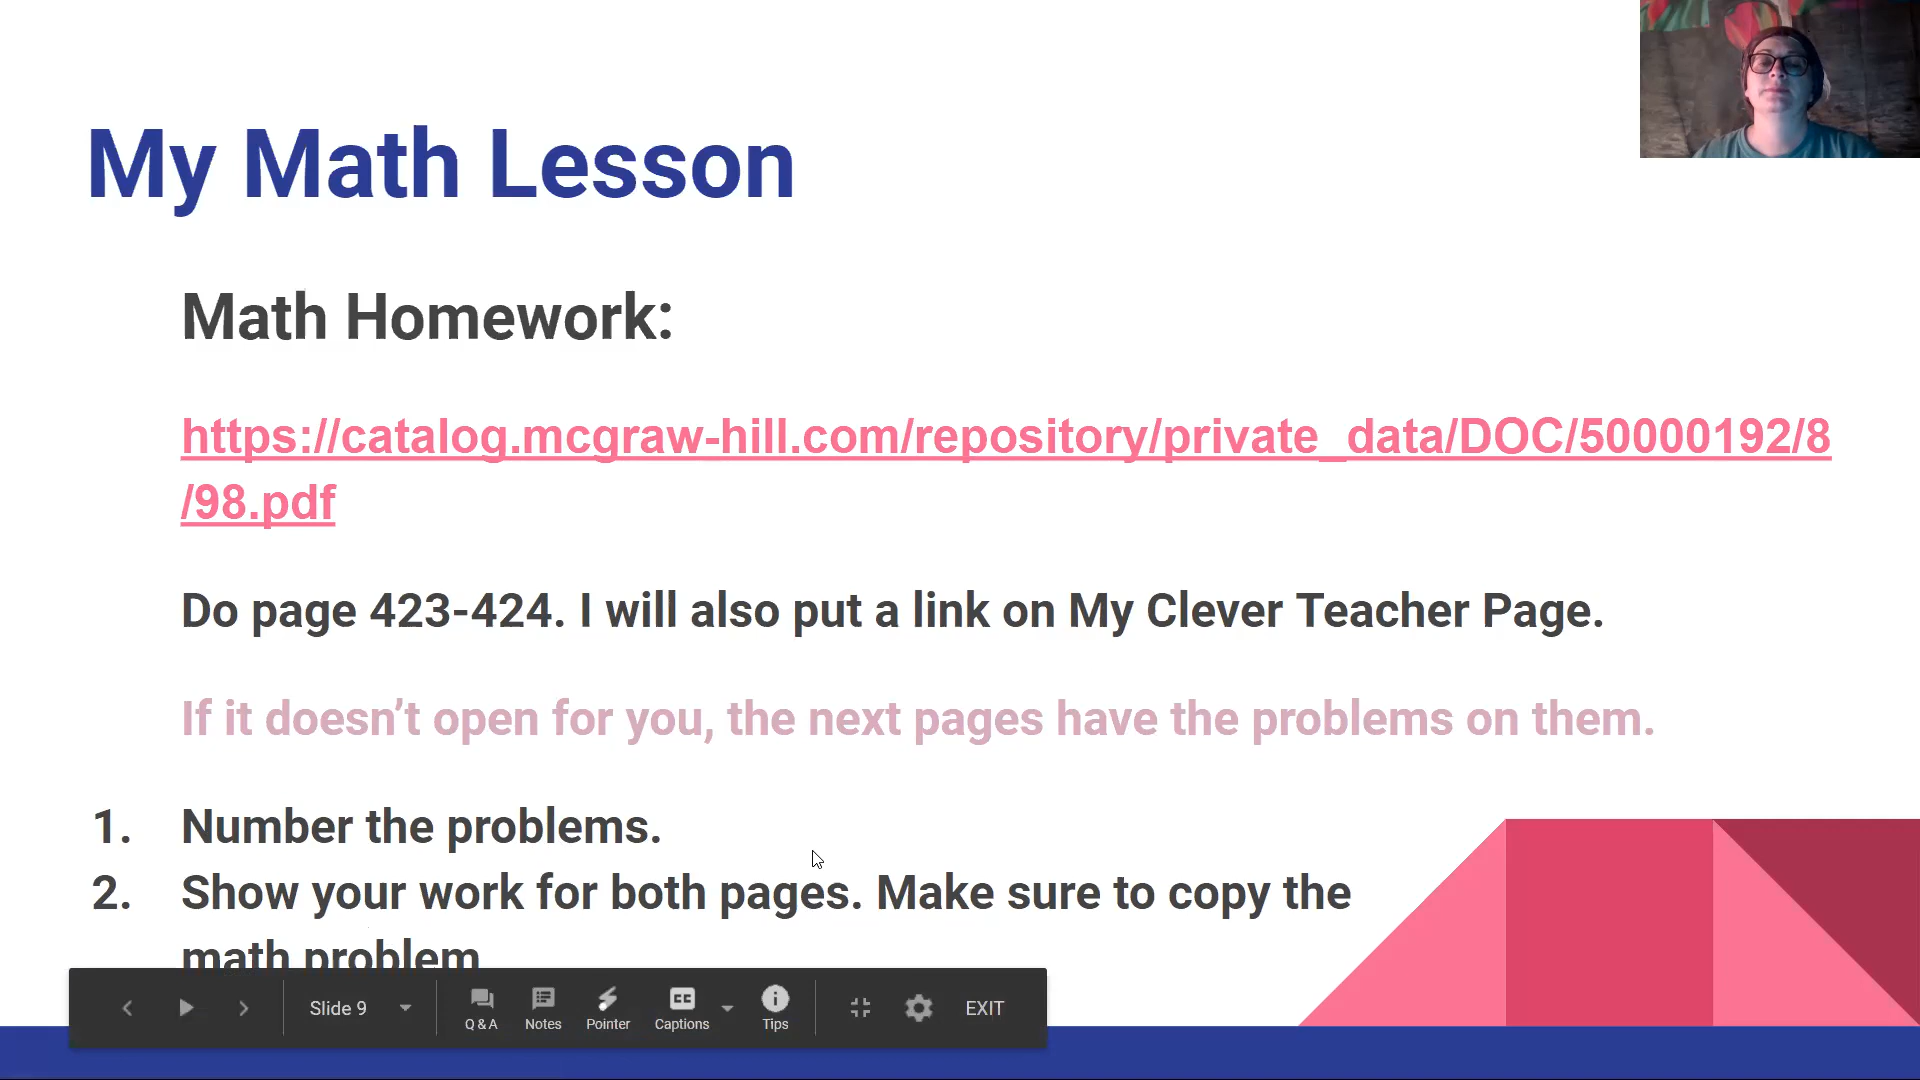 My Math Lesson
Math Homework:
https://catalog.mcgraw-hill.com/repository/private_data/DOC/50000192/8
/98.pdf
Do page 423-424. I will also put a link on My Clever Teacher Page.
If it doesn’t open for you, the next pages have the problems on them.
1. Number the problems.
2. Show your work for both pages. Make sure to copy the
math problem
Slide 9
Q & A
Notes
Pointer
CC
Captions
Tips
EXIT